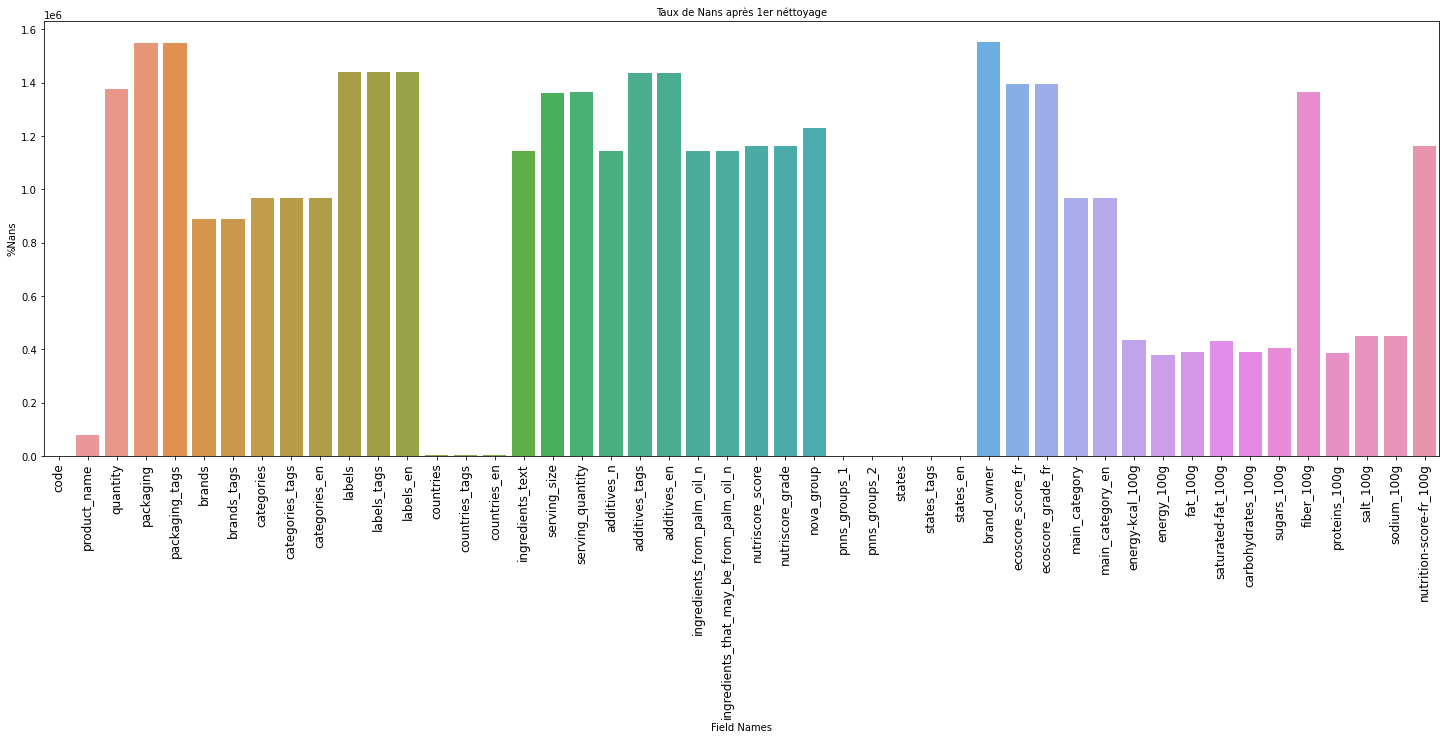 Taux de Nans après 1er néttoyage
1e6
1.6
1.4
1.2
1.0
0.8
0.6
0.4
0.2
0.0
%Nans
code
product_name
quantity
packaging
packaging_tags
brands
brands_tags
categories
categories_tags
categories_en
labels
labels_tags
labels_en
countries
countries_tags
countries_en
ingredients_text
serving_size
serving_quantity
additives_n
additives_tags
additives_en
ingredients_from_palm_oil_n
ingredients_that_may_be_from_palm_oil_n
nutriscore_score
nutriscore_grade
nova_group
pnns_groups_1
pnns_groups_2
states
states_tags
states_en
brand_owner
ecoscore_score_fr
ecoscore_grade_fr
main_category
main_category_en
energy-kcal_100g
energy_100g
fat_100g
saturated-fat_100g
carbohydrates_100g
sugars_100g
fiber_100g
proteins_100g
salt_100g
sodium_100g
nutrition-score-fr_100g
Field Names